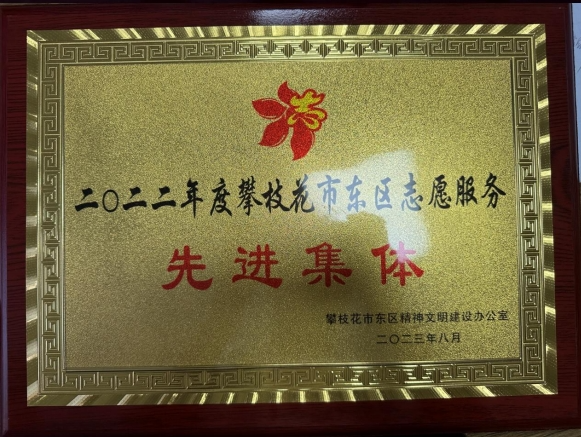 二〇二二年度攀枝花市东区志愿服务
先进集体
攀枝花市东区精神文明建设办公室
二〇二三年八月